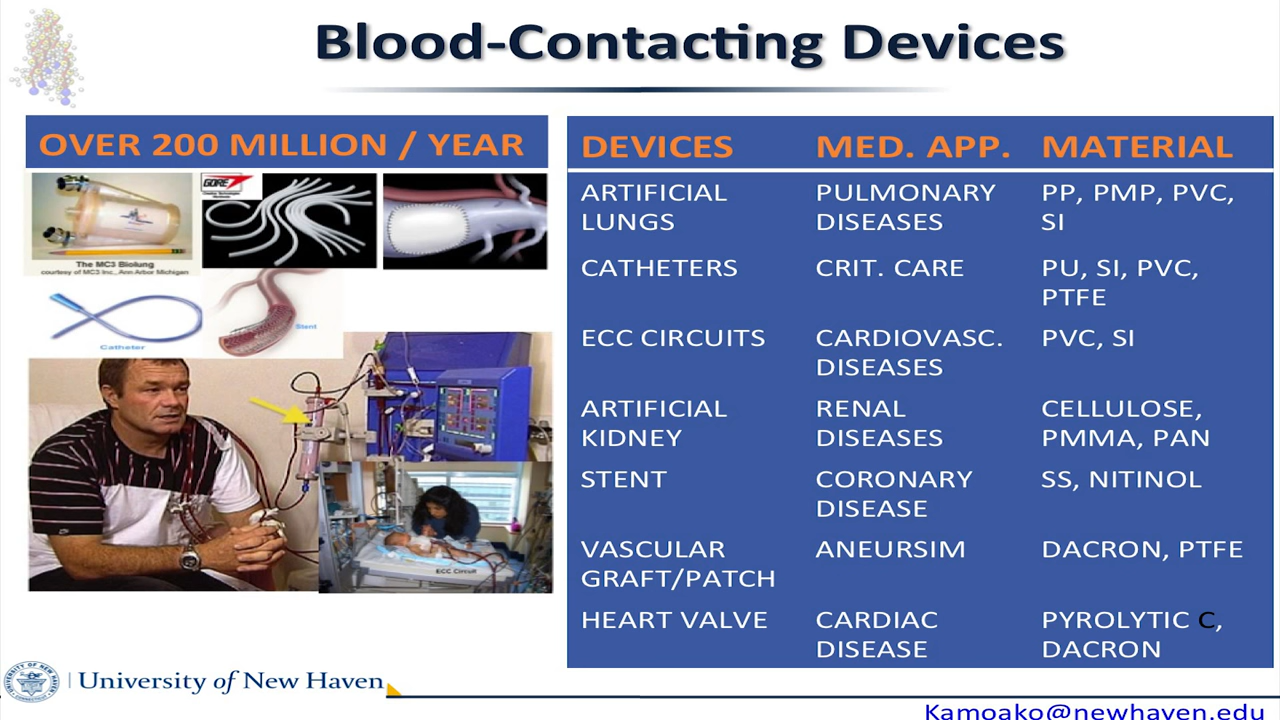 Blood-Contacting Devices
OVER 200 MILLION / YEAR
GORE
The MC3 Biolung
courtesy of MC3 Inc., Ann Arbor Michigan
Stent
Catheter
ECC Circuit
DEVICES MED. APP. MATERIAL
ARTIFICIAL PULMONARY PP, PMP, PVC,
LUNGS DISEASES SI
CATHETERS CRIT. CARE PU, SI, PVC,
PTFE
ECC CIRCUITS CARDIOVASC. PVC, SI
DISEASES
ARTIFICIAL RENAL CELLULOSE,
KIDNEY DISEASES PMMA, PAN
STENT CORONARY SS, NITINOL
DISEASE
VASCULAR ANEURSIM DACRON, PTFE
GRAFT/PATCH
HEART VALVE CARDIAC PYROLYTIC C,
DISEASE DACRON
University of New Haven
Kamoako@newhaven.edu